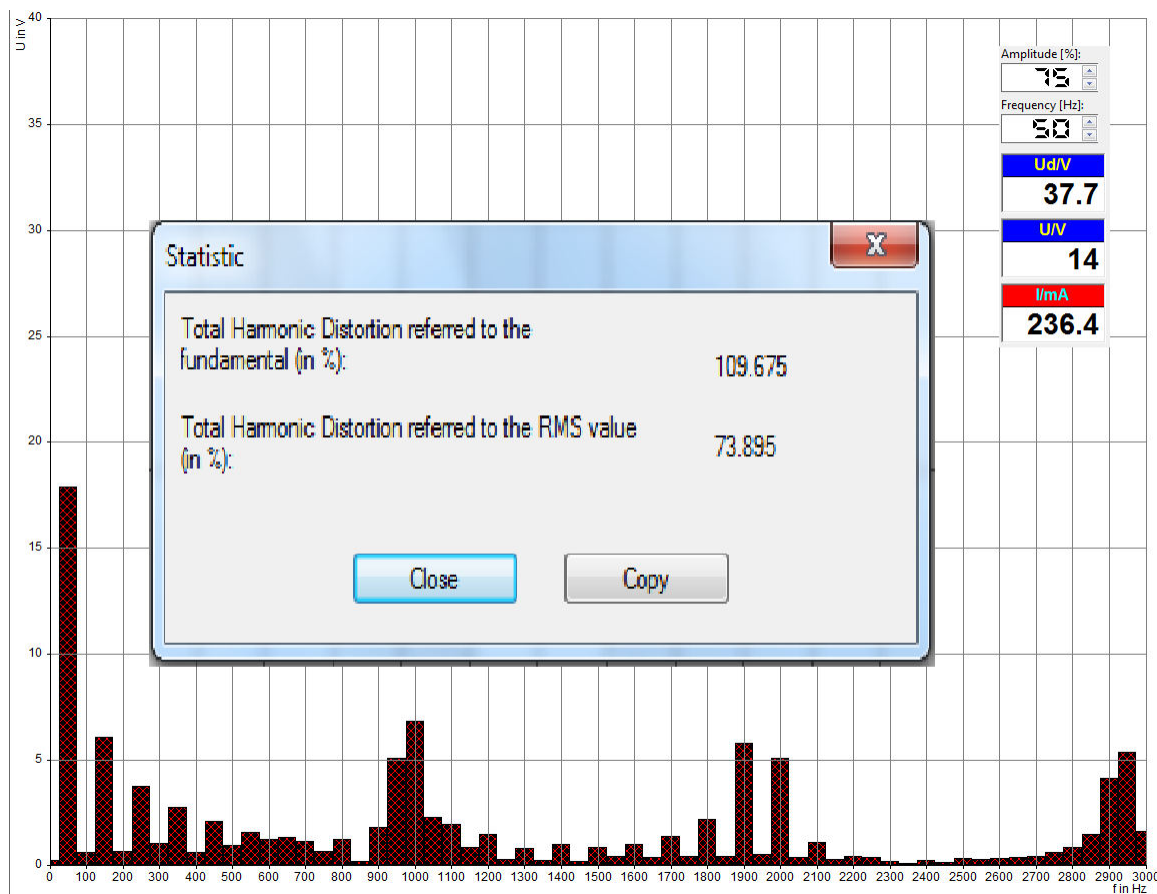 U in V
40
35
30
25
20
15
10
5
0
Amplitude [%]:
75
Frequency [Hz]:
50
Ud/V
37.7
U/V
14
I/mA
236.4
Statistic
X
Total Harmonic Distortion referred to the
fundamental (in %):
109.675
Total Harmonic Distortion referred to the RMS value
(in %):
73.895
Close
Copy
0 100 200 300 400 500 600 700 800 900 1000 1100 1200 1300 1400 1500 1600 1700 1800 1900 2000 2100 2200 2300 2400 2500 2600 2700 2800 2900 3000
f in Hz